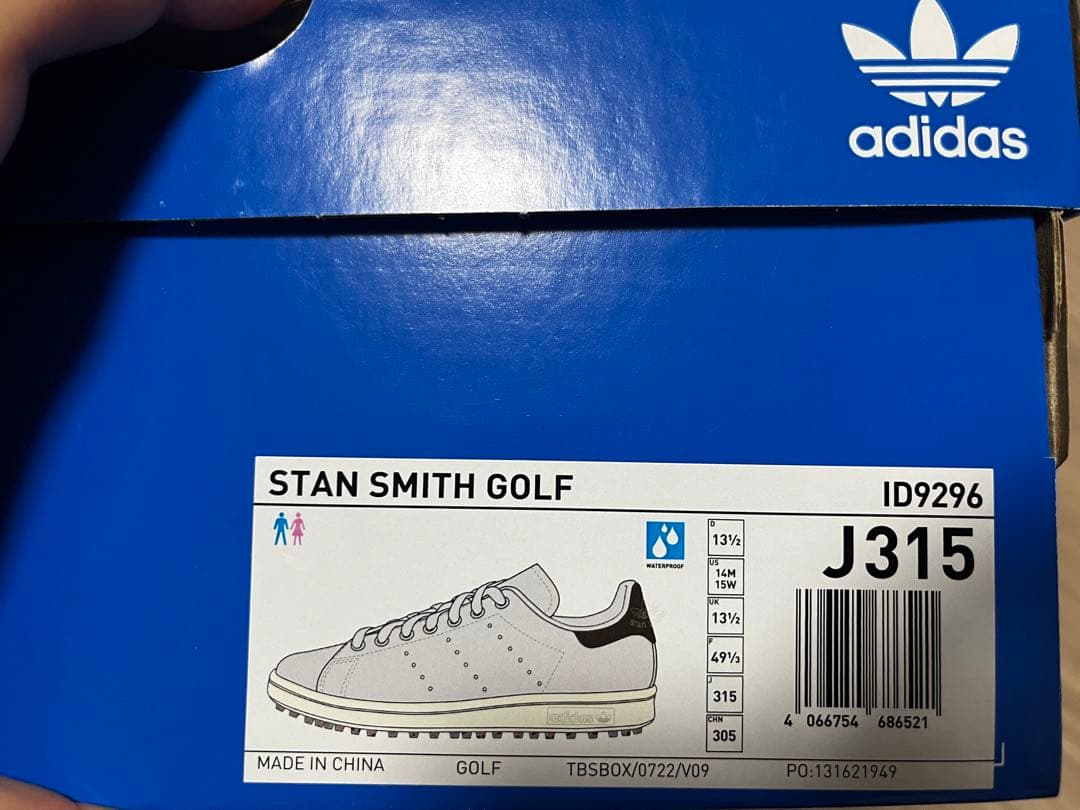 adidas
STAN SMITH GOLF
ID9296
WATERPROOF
D
13½
US
14M
15W
UK
13½
F
49⅓
J
315
CHN
305
J315
4 066754 686521
adidas
MADE IN CHINA
GOLF
TBSBOX/0722/V09
PO:131621949